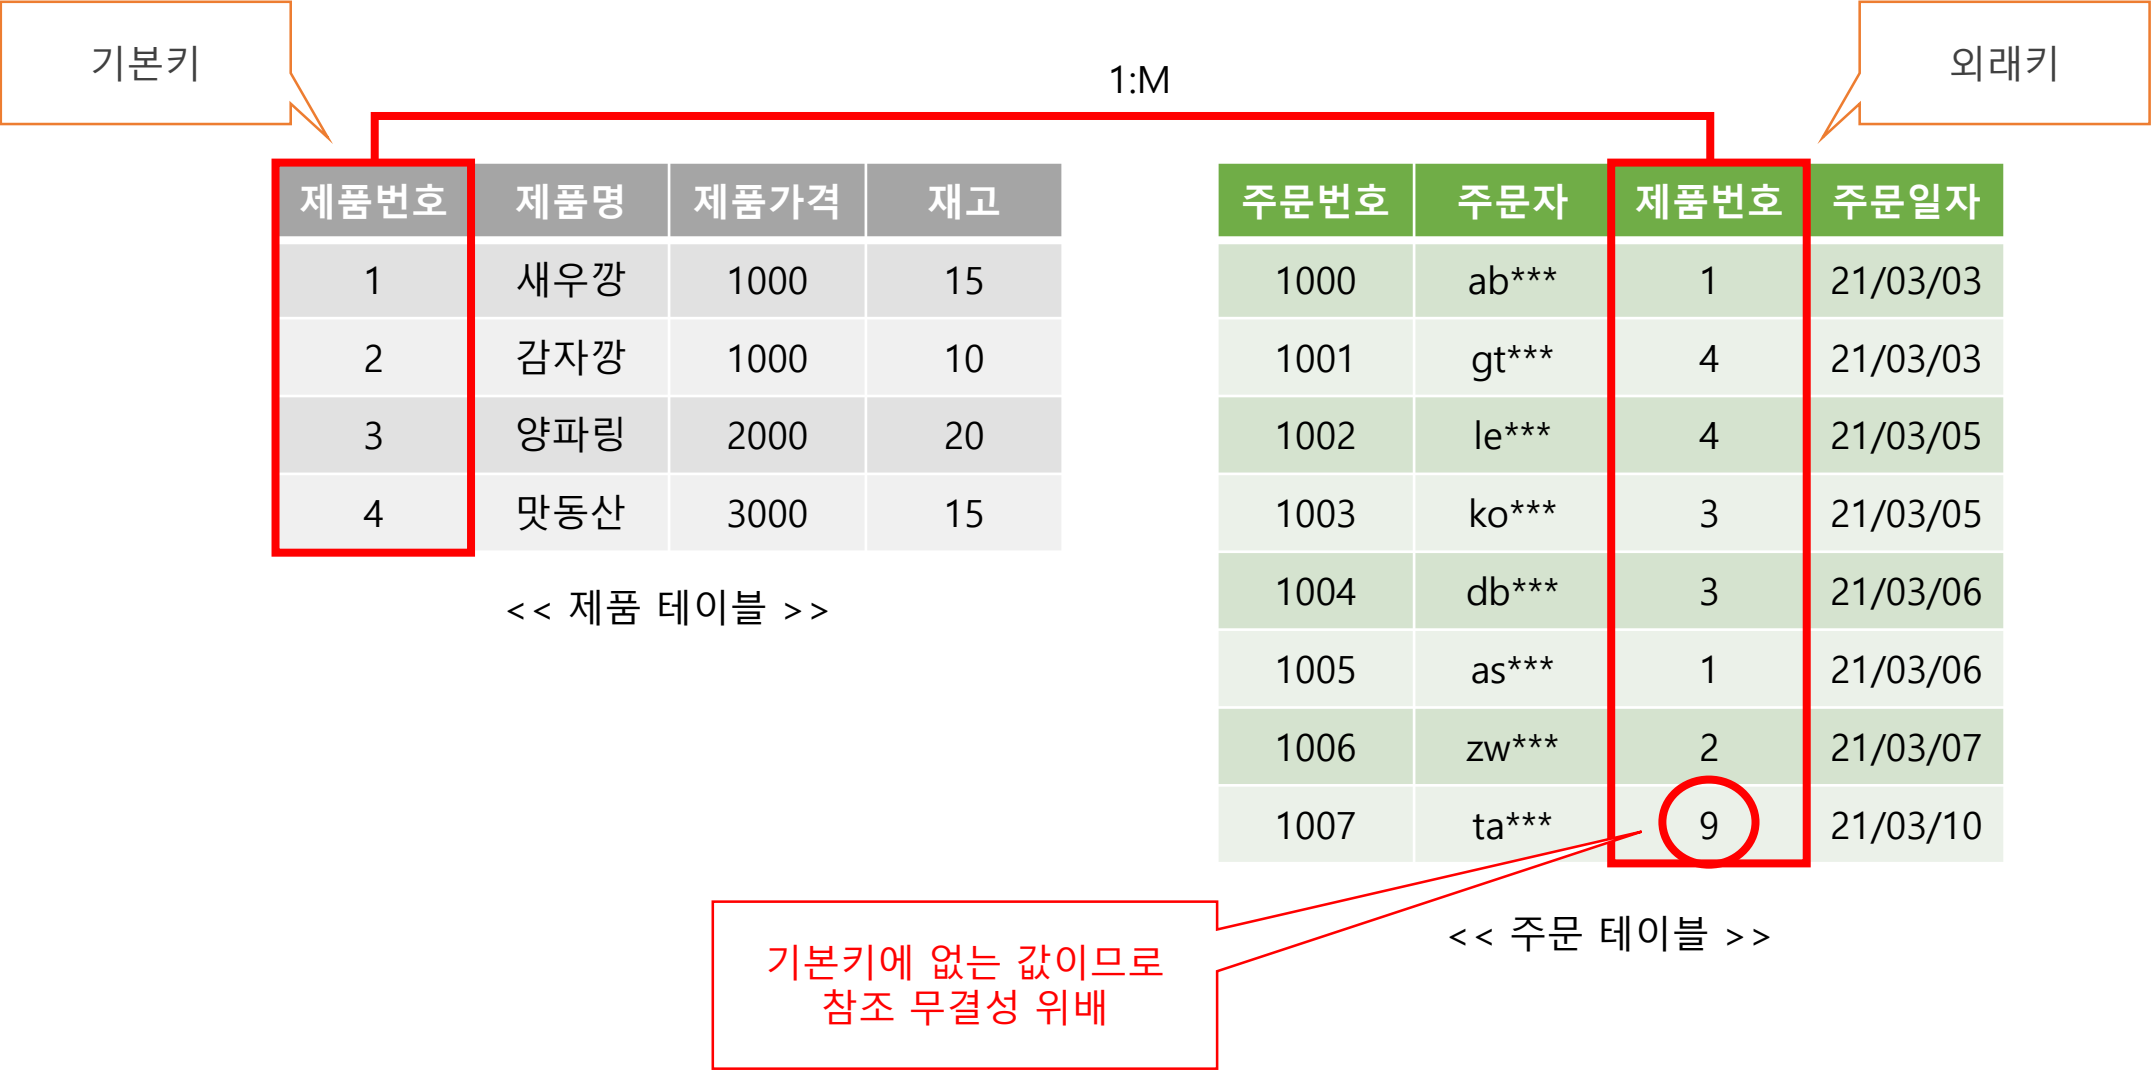 기본키
외래키
1:M
제품번호 제품명 제품가격 재고
1 새우깡 1000 15
2 감자깡 1000 10
3 양파링 2000 20
4 맛동산 3000 15
<< 제품 테이블 >>
주문번호 주문자 제품번호 주문일자
1000 ab*** 1 21/03/03
1001 gt*** 4 21/03/03
1002 le*** 4 21/03/05
1003 ko*** 3 21/03/05
1004 db*** 3 21/03/06
1005 as*** 1 21/03/06
1006 zw*** 2 21/03/07
1007 ta*** 9 21/03/10
<< 주문 테이블 >>
기본키에 없는 값이므로
참조 무결성 위배